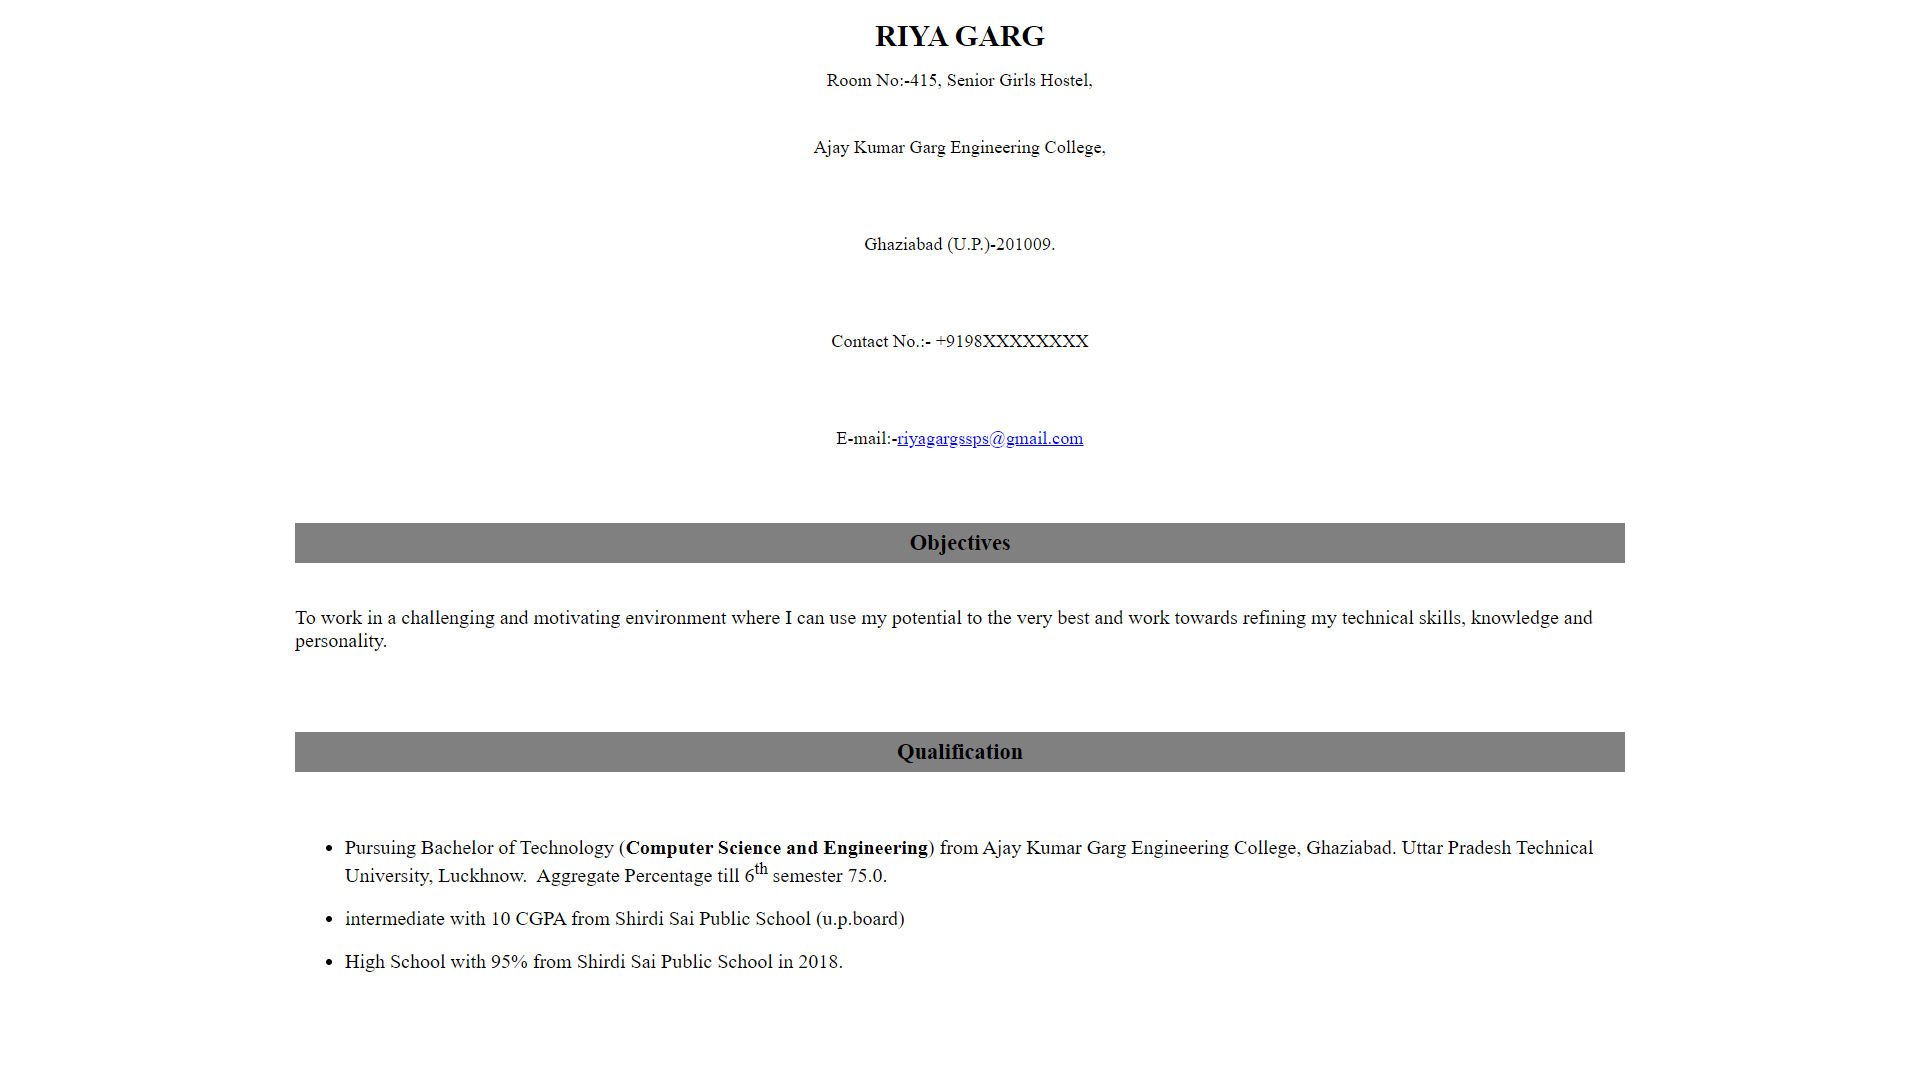 RIYA GARG
Room No:-415, Senior Girls Hostel,
Ajay Kumar Garg Engineering College,
Ghaziabad (U.P.)-201009.
Contact No.:- +9198XXXXXXXX
E-mail:-riyagargssps@gmail.com
Objectives
To work in a challenging and motivating environment where I can use my potential to the very best and work towards refining my technical skills, knowledge and
personality.
Qualification
• Pursuing Bachelor of Technology (Computer Science and Engineering) from Ajay Kumar Garg Engineering College, Ghaziabad. Uttar Pradesh Technical
University, Luckhnow.  Aggregate Percentage till 6th semester 75.0.
• intermediate with 10 CGPA from Shirdi Sai Public School (u.p.board)
• High School with 95% from Shirdi Sai Public School in 2018.